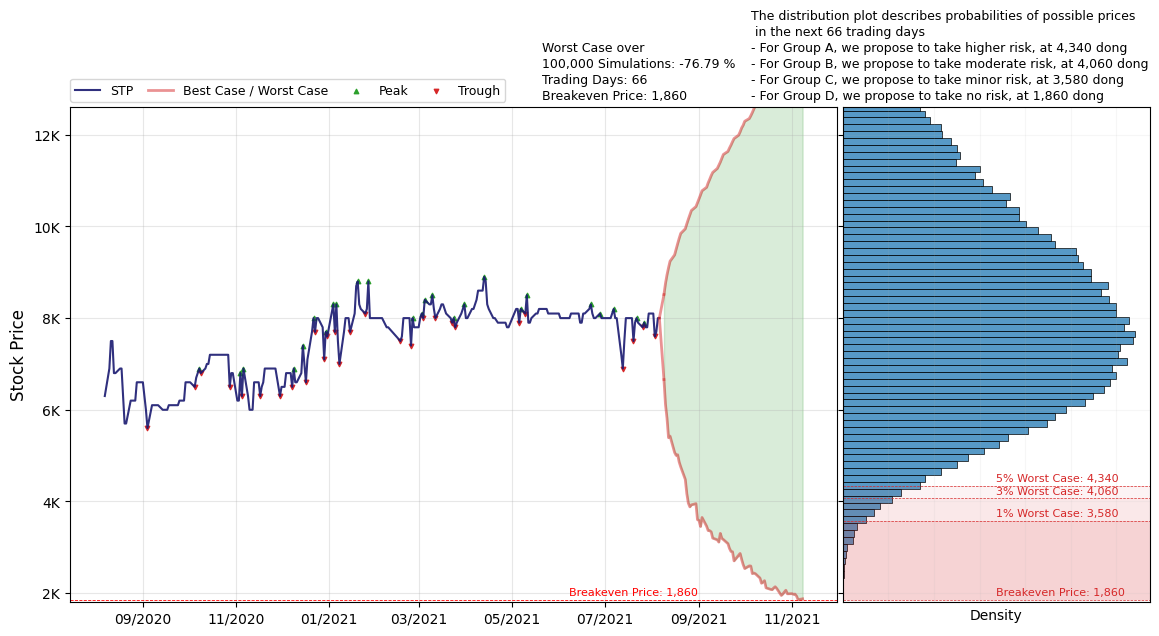 The distribution plot describes probabilities of possible prices
in the next 66 trading days
- For Group A, we propose to take higher risk, at 4,340 dong
- For Group B, we propose to take moderate risk, at 4,060 dong
- For Group C, we propose to take minor risk, at 3,580 dong
- For Group D, we propose to take no risk, at 1,860 dong
Worst Case over
100,000 Simulations: -76.79 %
Trading Days: 66
Breakeven Price: 1,860
STP
Best Case / Worst Case
Peak
Trough
Stock Price
12K
10K
8K
6K
4K
2K
09/2020
11/2020
01/2021
03/2021
05/2021
07/2021
09/2021
11/2021
Breakeven Price: 1,860
5% Worst Case: 4,340
3% Worst Case: 4,060
1% Worst Case: 3,580
Breakeven Price: 1,860
Density